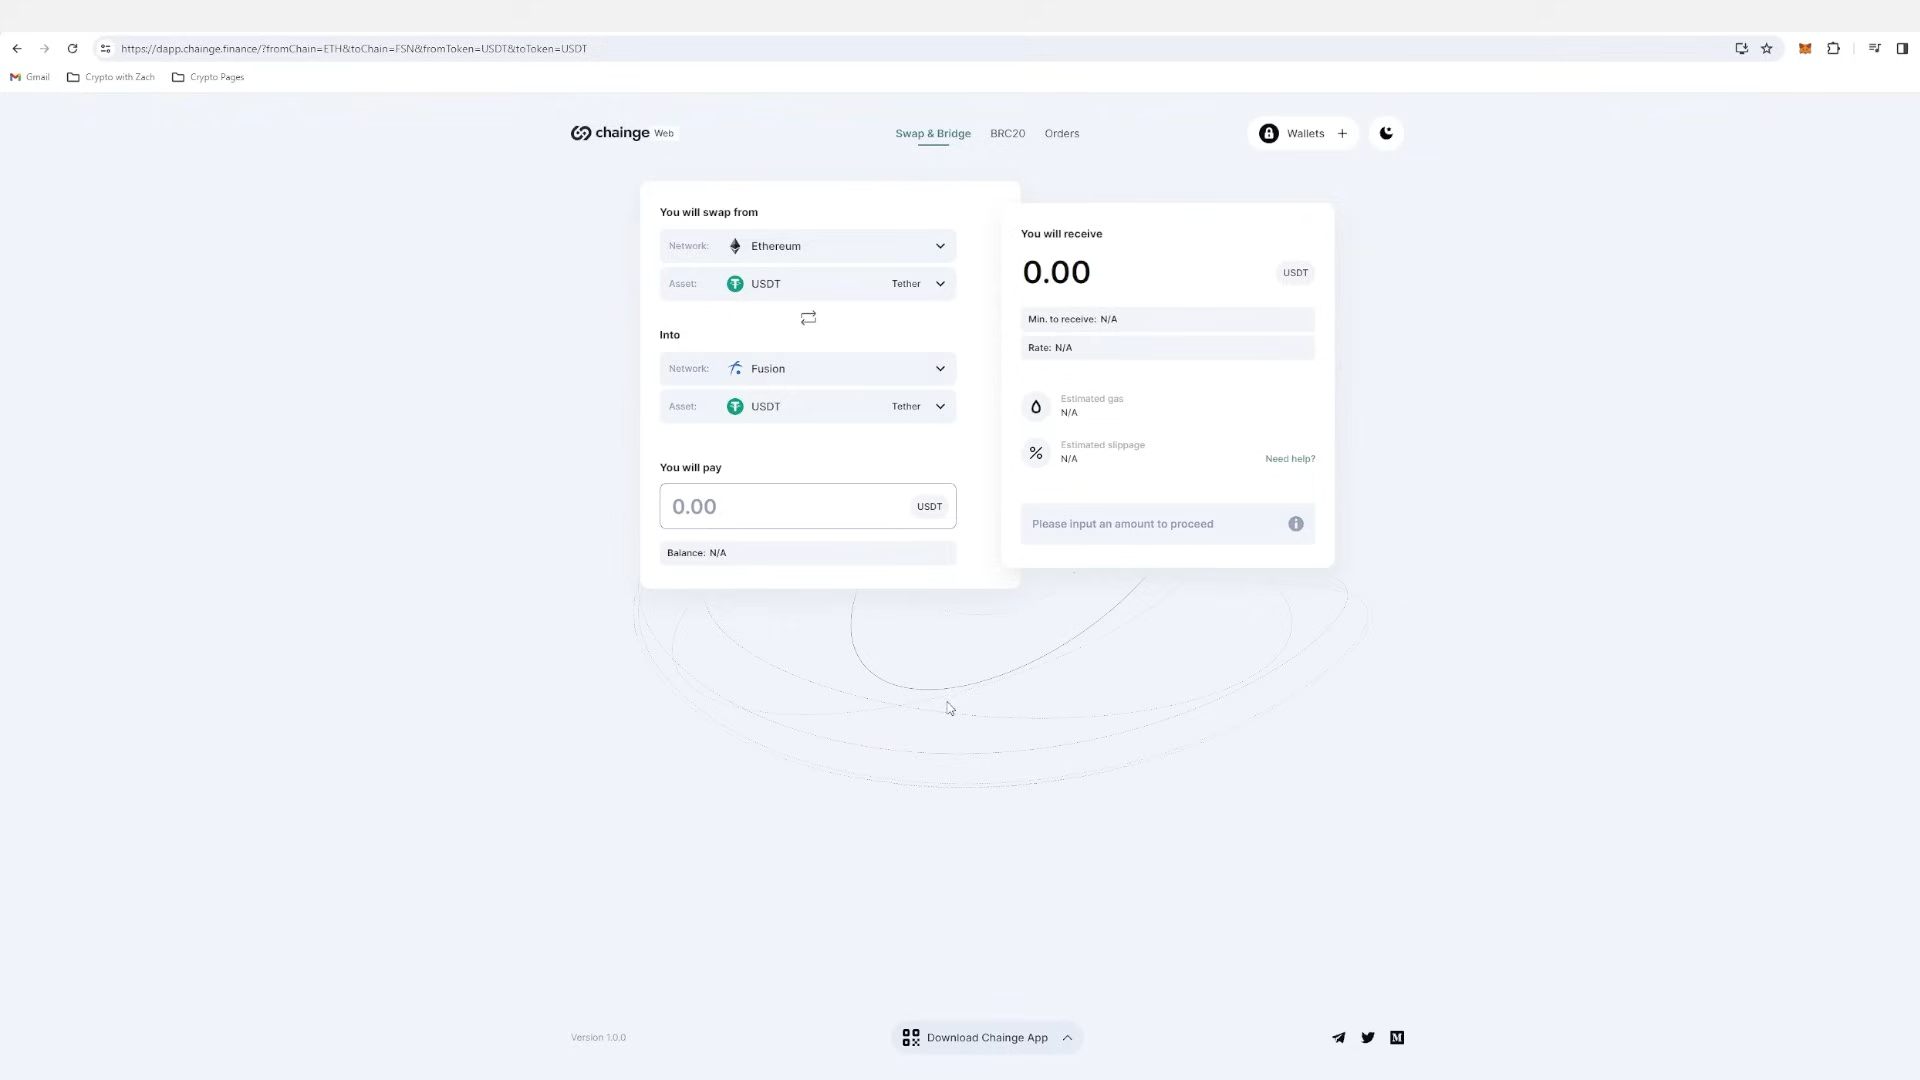 https://dapp.chainge.finance/?fromChain=ETH&toChain=FSN&fromToken=USDT&toToken=USDT
Gmail Crypto with Zach Crypto Pages
chainge Web Swap & Bridge BRC20 Orders Wallets +
You will swap from
Network: Ethereum
Asset: USDT Tether
Into
Network: Fusion
Asset: USDT Tether
You will pay
0.00 USDT
Balance: N/A
You will receive
0.00 USDT
Min. to receive: N/A
Rate: N/A
Estimated gas
N/A
Estimated slippage
N/A
Need help?
Please input an amount to proceed
Version 1.0.0
Download Chainge App